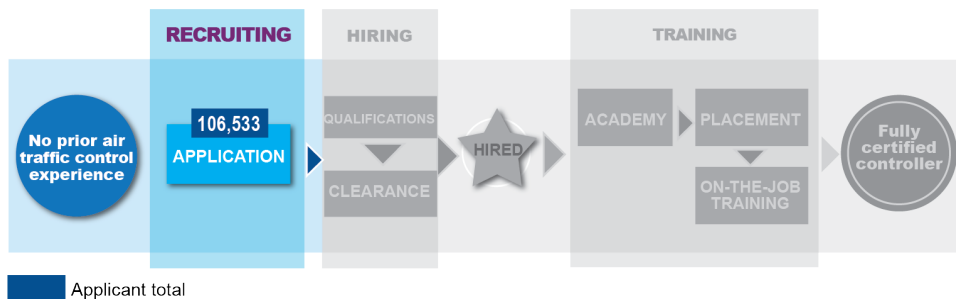 RECRUITING
HIRING
TRAINING
No prior air
traffic control
experience
106,533
APPLICATION
QUALIFICATIONS
CLEARANCE
HIRED
ACADEMY
PLACEMENT
ON-THE-JOB
TRAINING
Fully
certified
controller
Applicant total